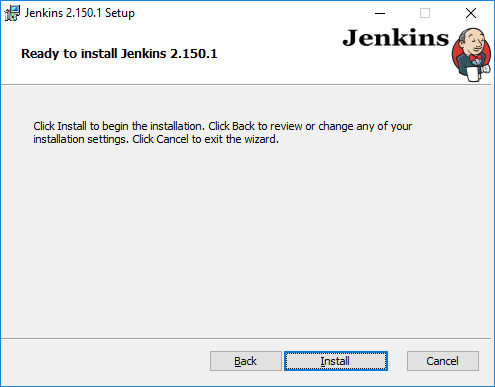 Jenkins 2.150.1 Setup
Jenkins
Ready to install Jenkins 2.150.1
Click Install to begin the installation. Click Back to review or change any of your
installation settings. Click Cancel to exit the wizard.
Back
Install
Cancel